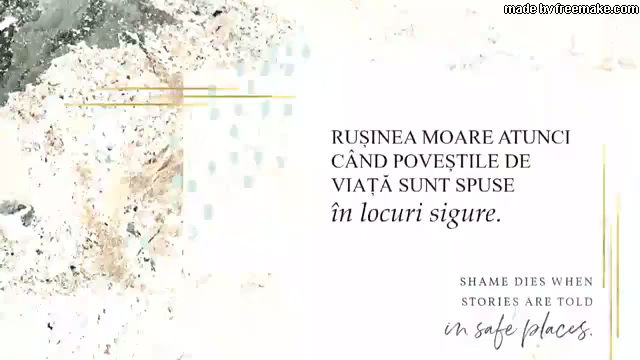 made by freemake.com
RUȘINEA MOARE ATUNCI
CÂND POVEȘTILE DE
VIAȚĂ SUNT SPUSE
în locuri sigure.
SHAME DIES WHEN
STORIES ARE TOLD
in safe places.